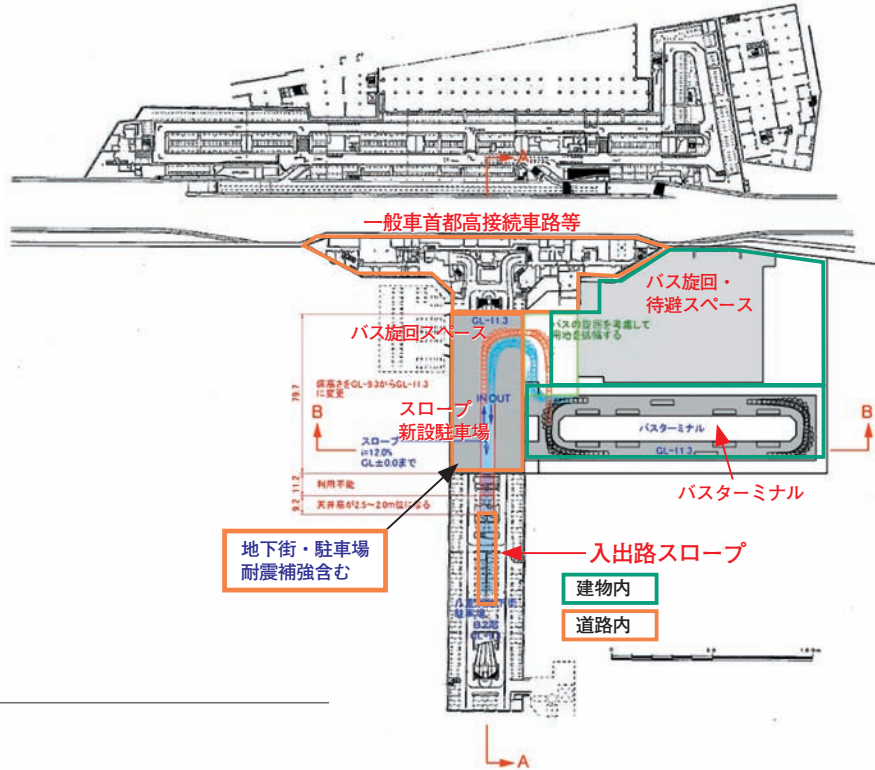 A
一般車首都高接続車路等
バス旋回・
待避スペース
GL-11.3
バス旋回スペース
バスの旋回を考慮して
用地を拡幅する
床高さをGL-9.3からGL-11.3
に変更
79.7
IN OUT
スロープ
新設駐車場
B
B
スロープ
i=12.0%
GL±0.0まで
バスターミナル
GL-11.3
バスターミナル
11.2
利用不能
9.2
天井高が2.5~2.0m位になる
地下街・駐車場
耐震補強含む
入出路スロープ
建物内
道路内
駐車場
B2階
A